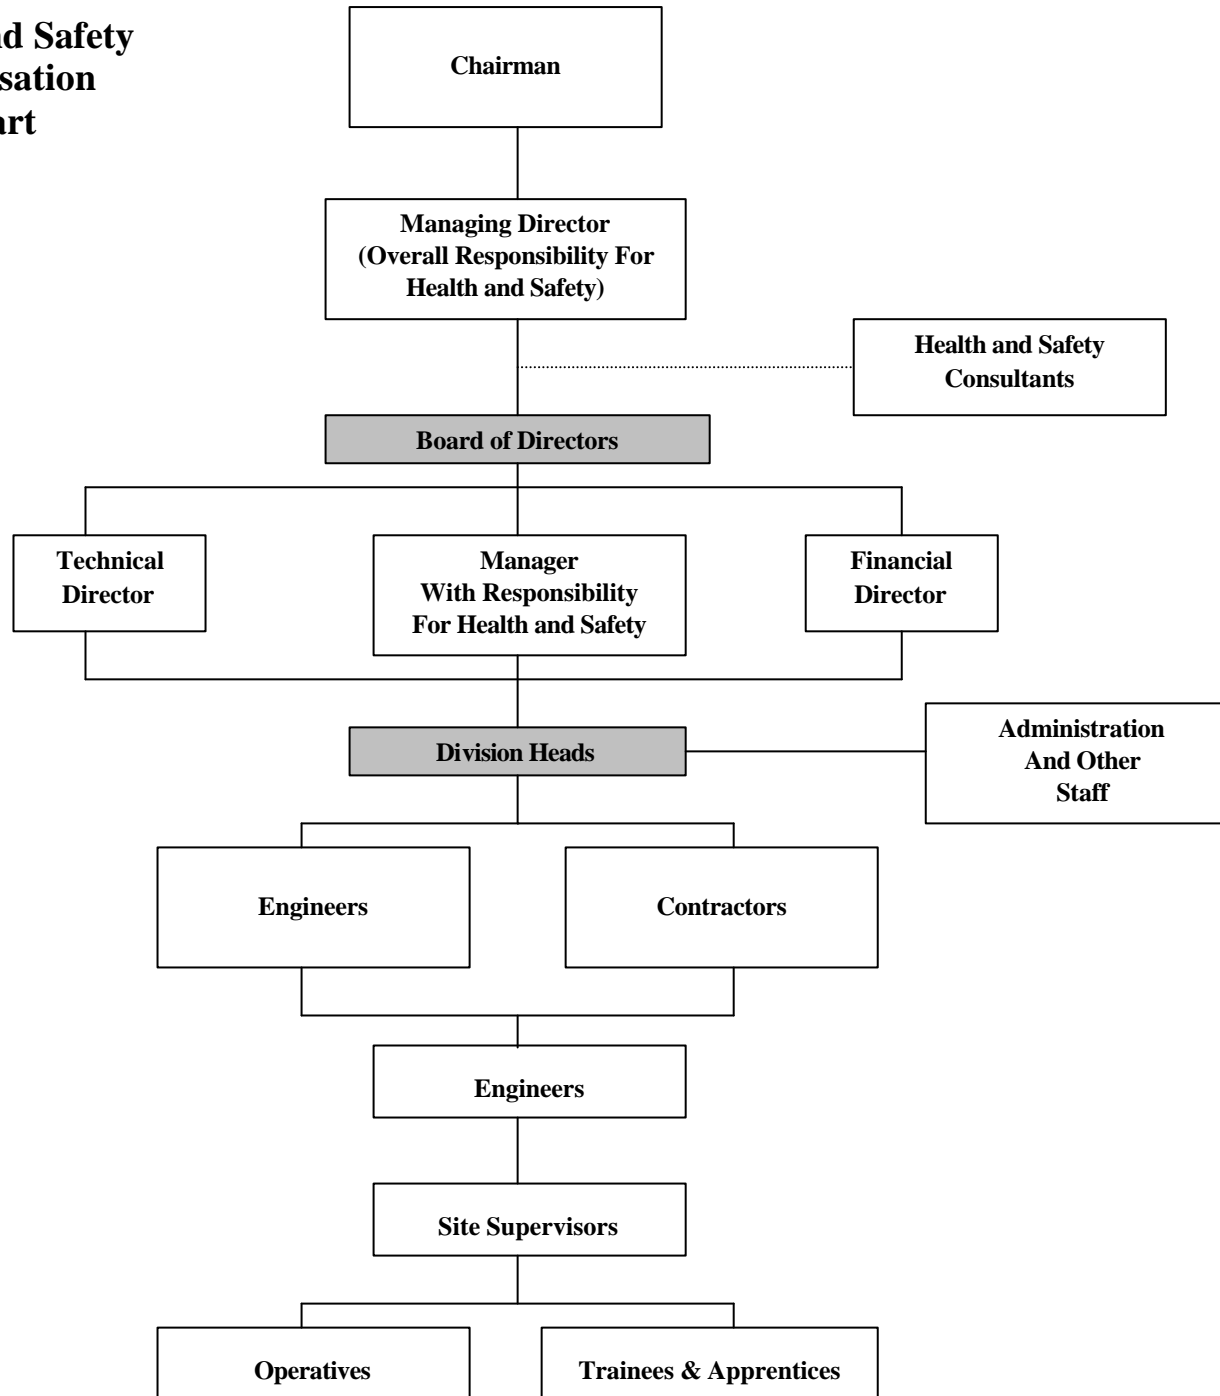 nd Safety
sation
art
Chairman
Managing Director
(Overall Responsibility For
Health and Safety)
Health and Safety
Consultants
Board of Directors
Technical
Director
Manager
With Responsibility
For Health and Safety
Financial
Director
Division Heads
Administration
And Other
Staff
Engineers
Contractors
Engineers
Site Supervisors
Operatives
Trainees & Apprentices